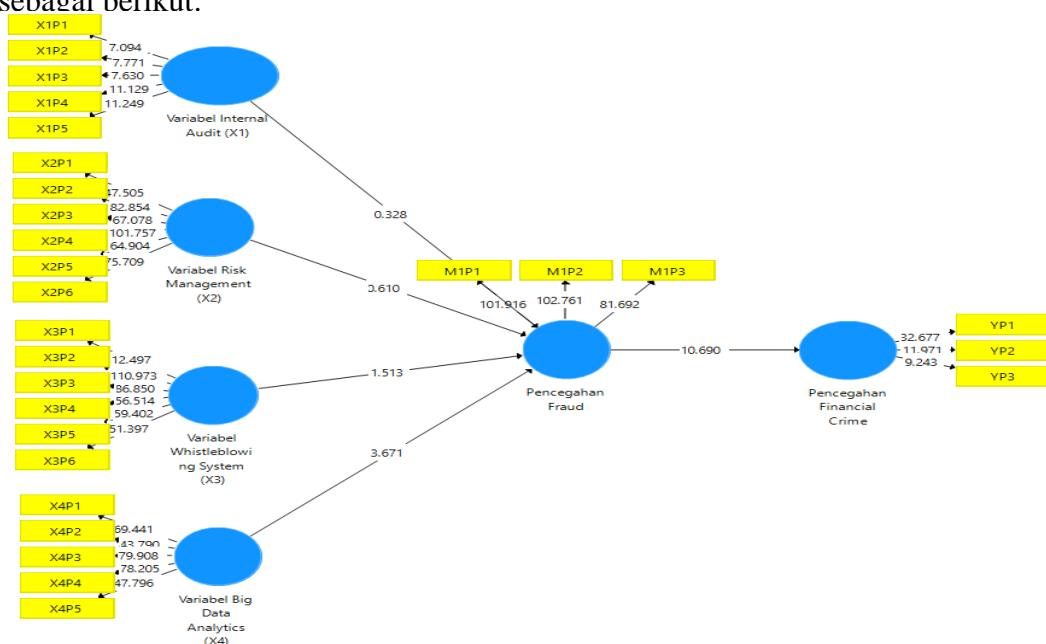 sebagai berikut.
X1P1
X1P2
X1P3
X1P4
X1P5
7.094
7.771
7.630
11.129
11.249
Variabel Internal
Audit (X1)
X2P1
X2P2
X2P3
X2P4
X2P5
X2P6
47.505
82.854
67.078
101.757
64.904
75.709
Variabel Risk
Management
(X2)
X3P1
X3P2
X3P3
X3P4
X3P5
X3P6
12.497
110.973
86.850
56.514
59.402
51.397
Variabel
Whistleblowi
ng System
(X3)
X4P1
X4P2
X4P3
X4P4
X4P5
69.441
43.790
79.908
78.205
47.796
Variabel Big
Data
Analytics
(X4)
0.328
0.610
1.513
3.671
M1P1
M1P2
M1P3
101.916
102.761
81.692
Pencegahan
Fraud
10.690
Pencegahan
Financial
Crime
32.677
11.971
9.243
YP1
YP2
YP3